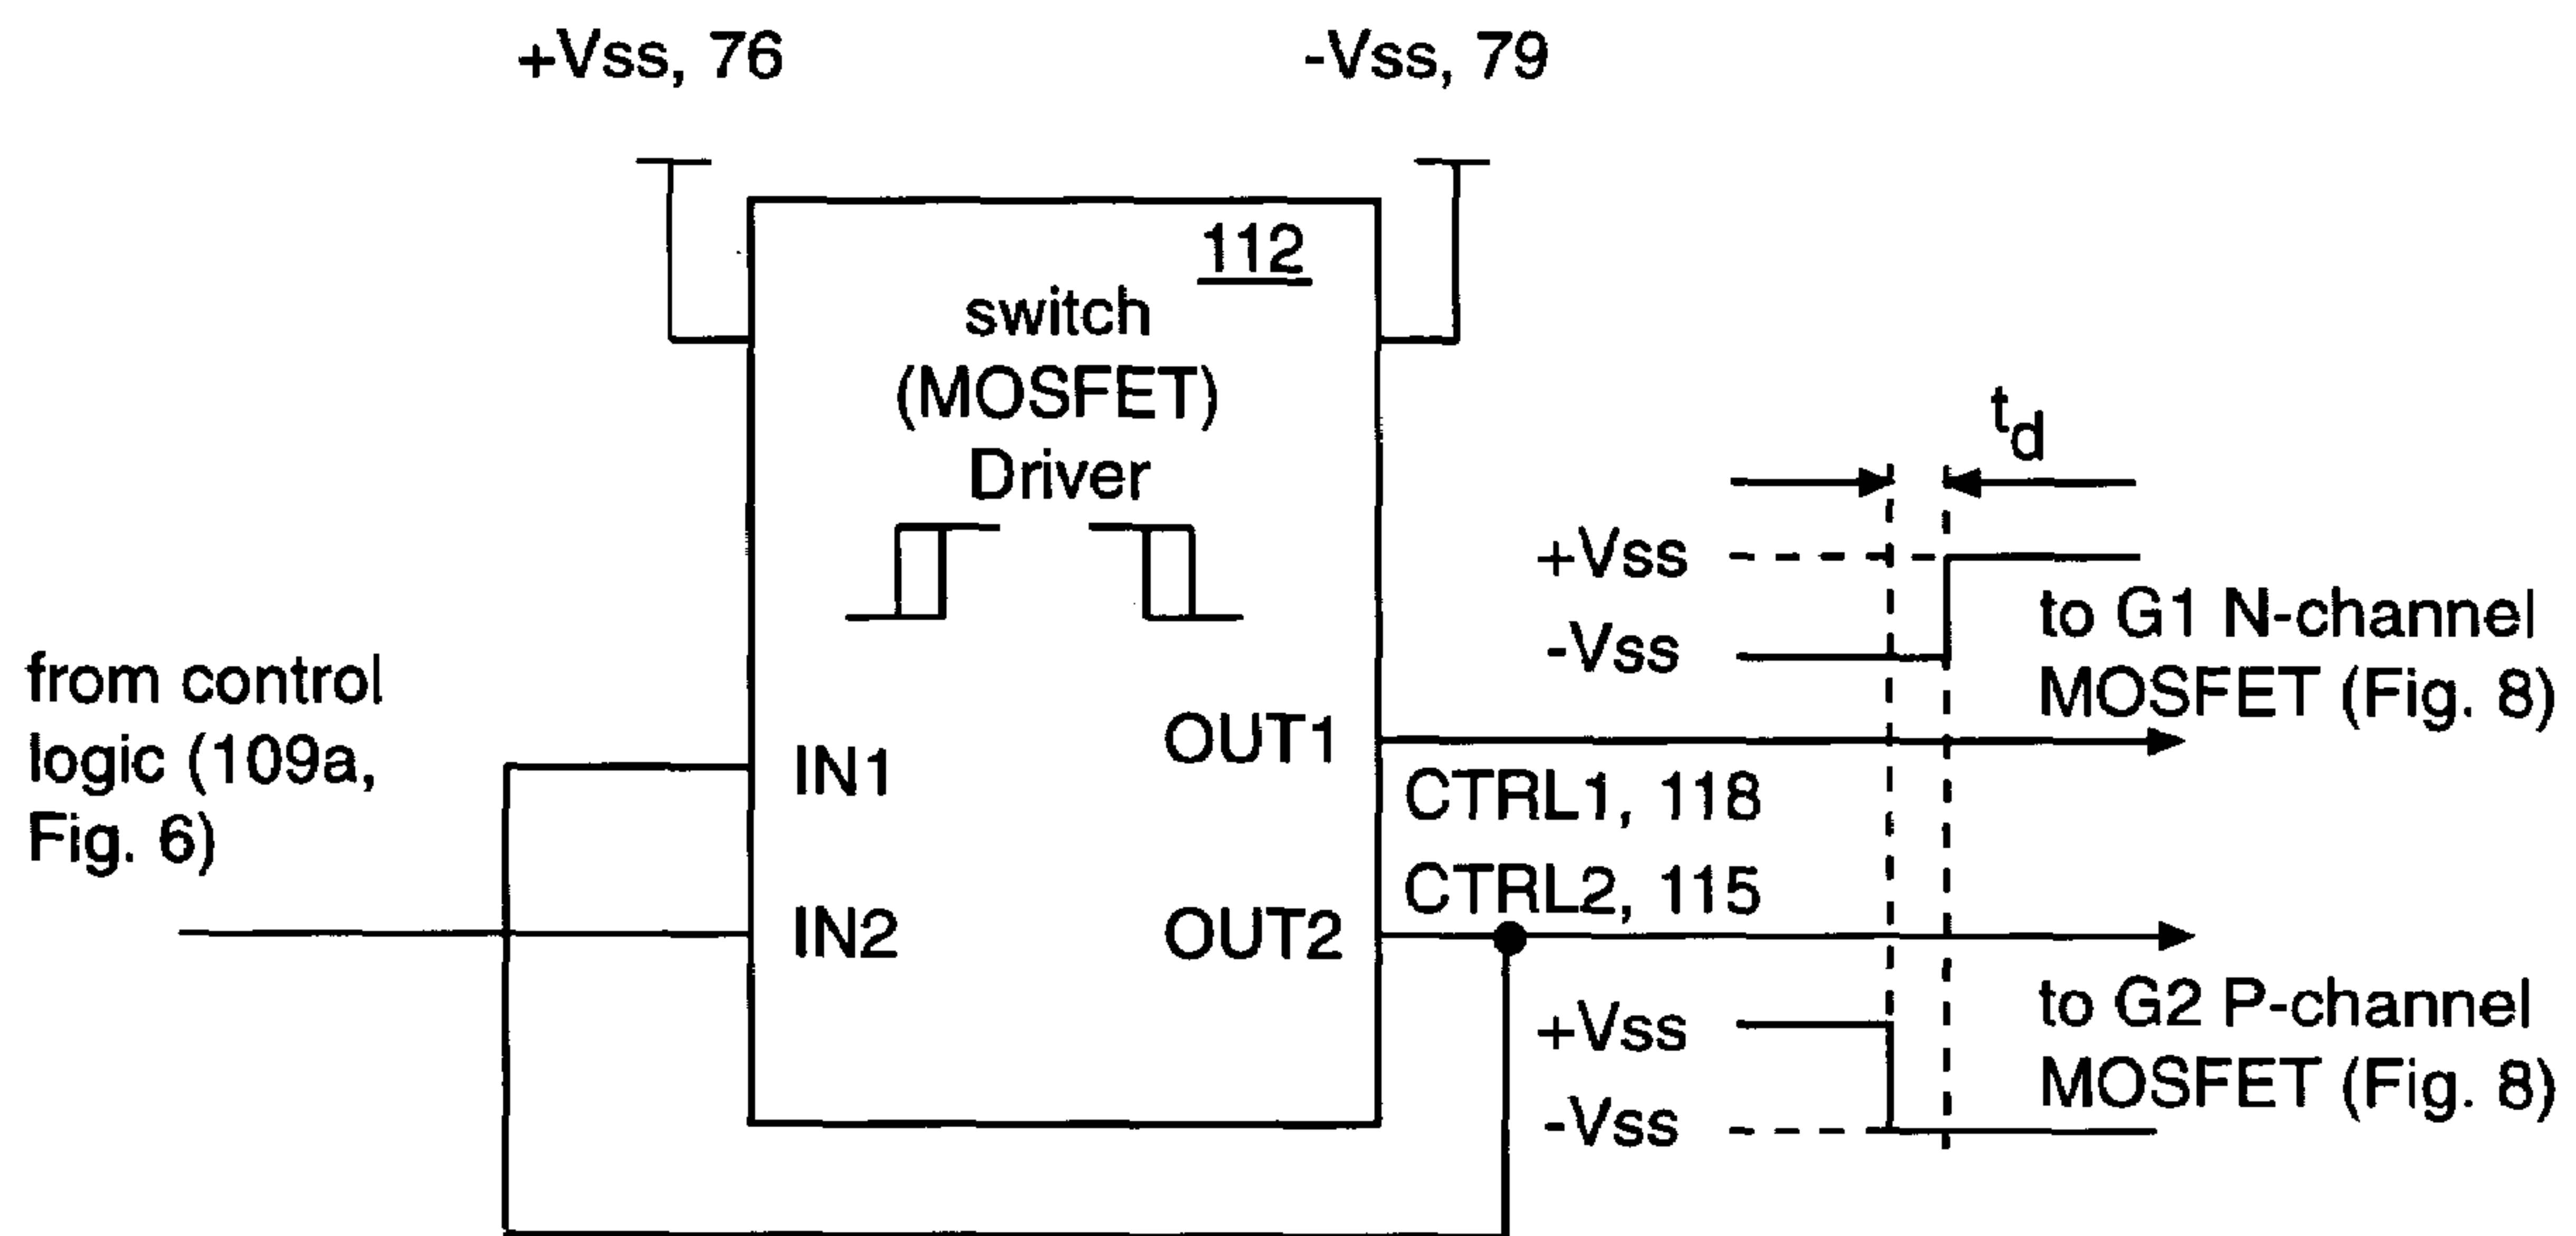 +Vss, 76
-Vss, 79
112
switch
(MOSFET)
Driver
td
+Vss
-Vss
to G1 N-channel
MOSFET (Fig. 8)
from control
logic (109a,
Fig. 6)
IN1
OUT1
CTRL1, 118
CTRL2, 115
IN2
OUT2
+Vss
-Vss
to G2 P-channel
MOSFET (Fig. 8)